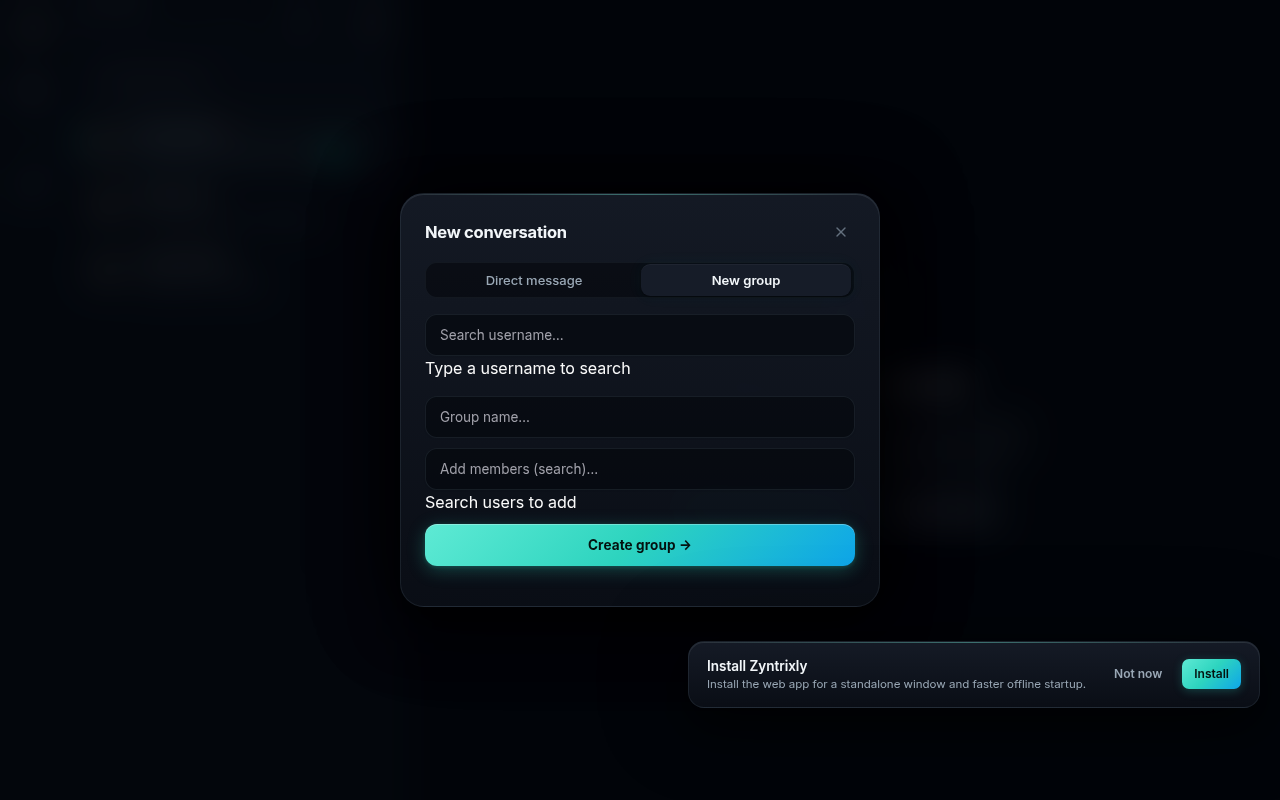 New conversation
Direct message
New group
Search username...
Type a username to search
Group name...
Add members (search)...
Search users to add
Create group →
Install Zyntrixly
Install the web app for a standalone window and faster offline startup.
Not now
Install